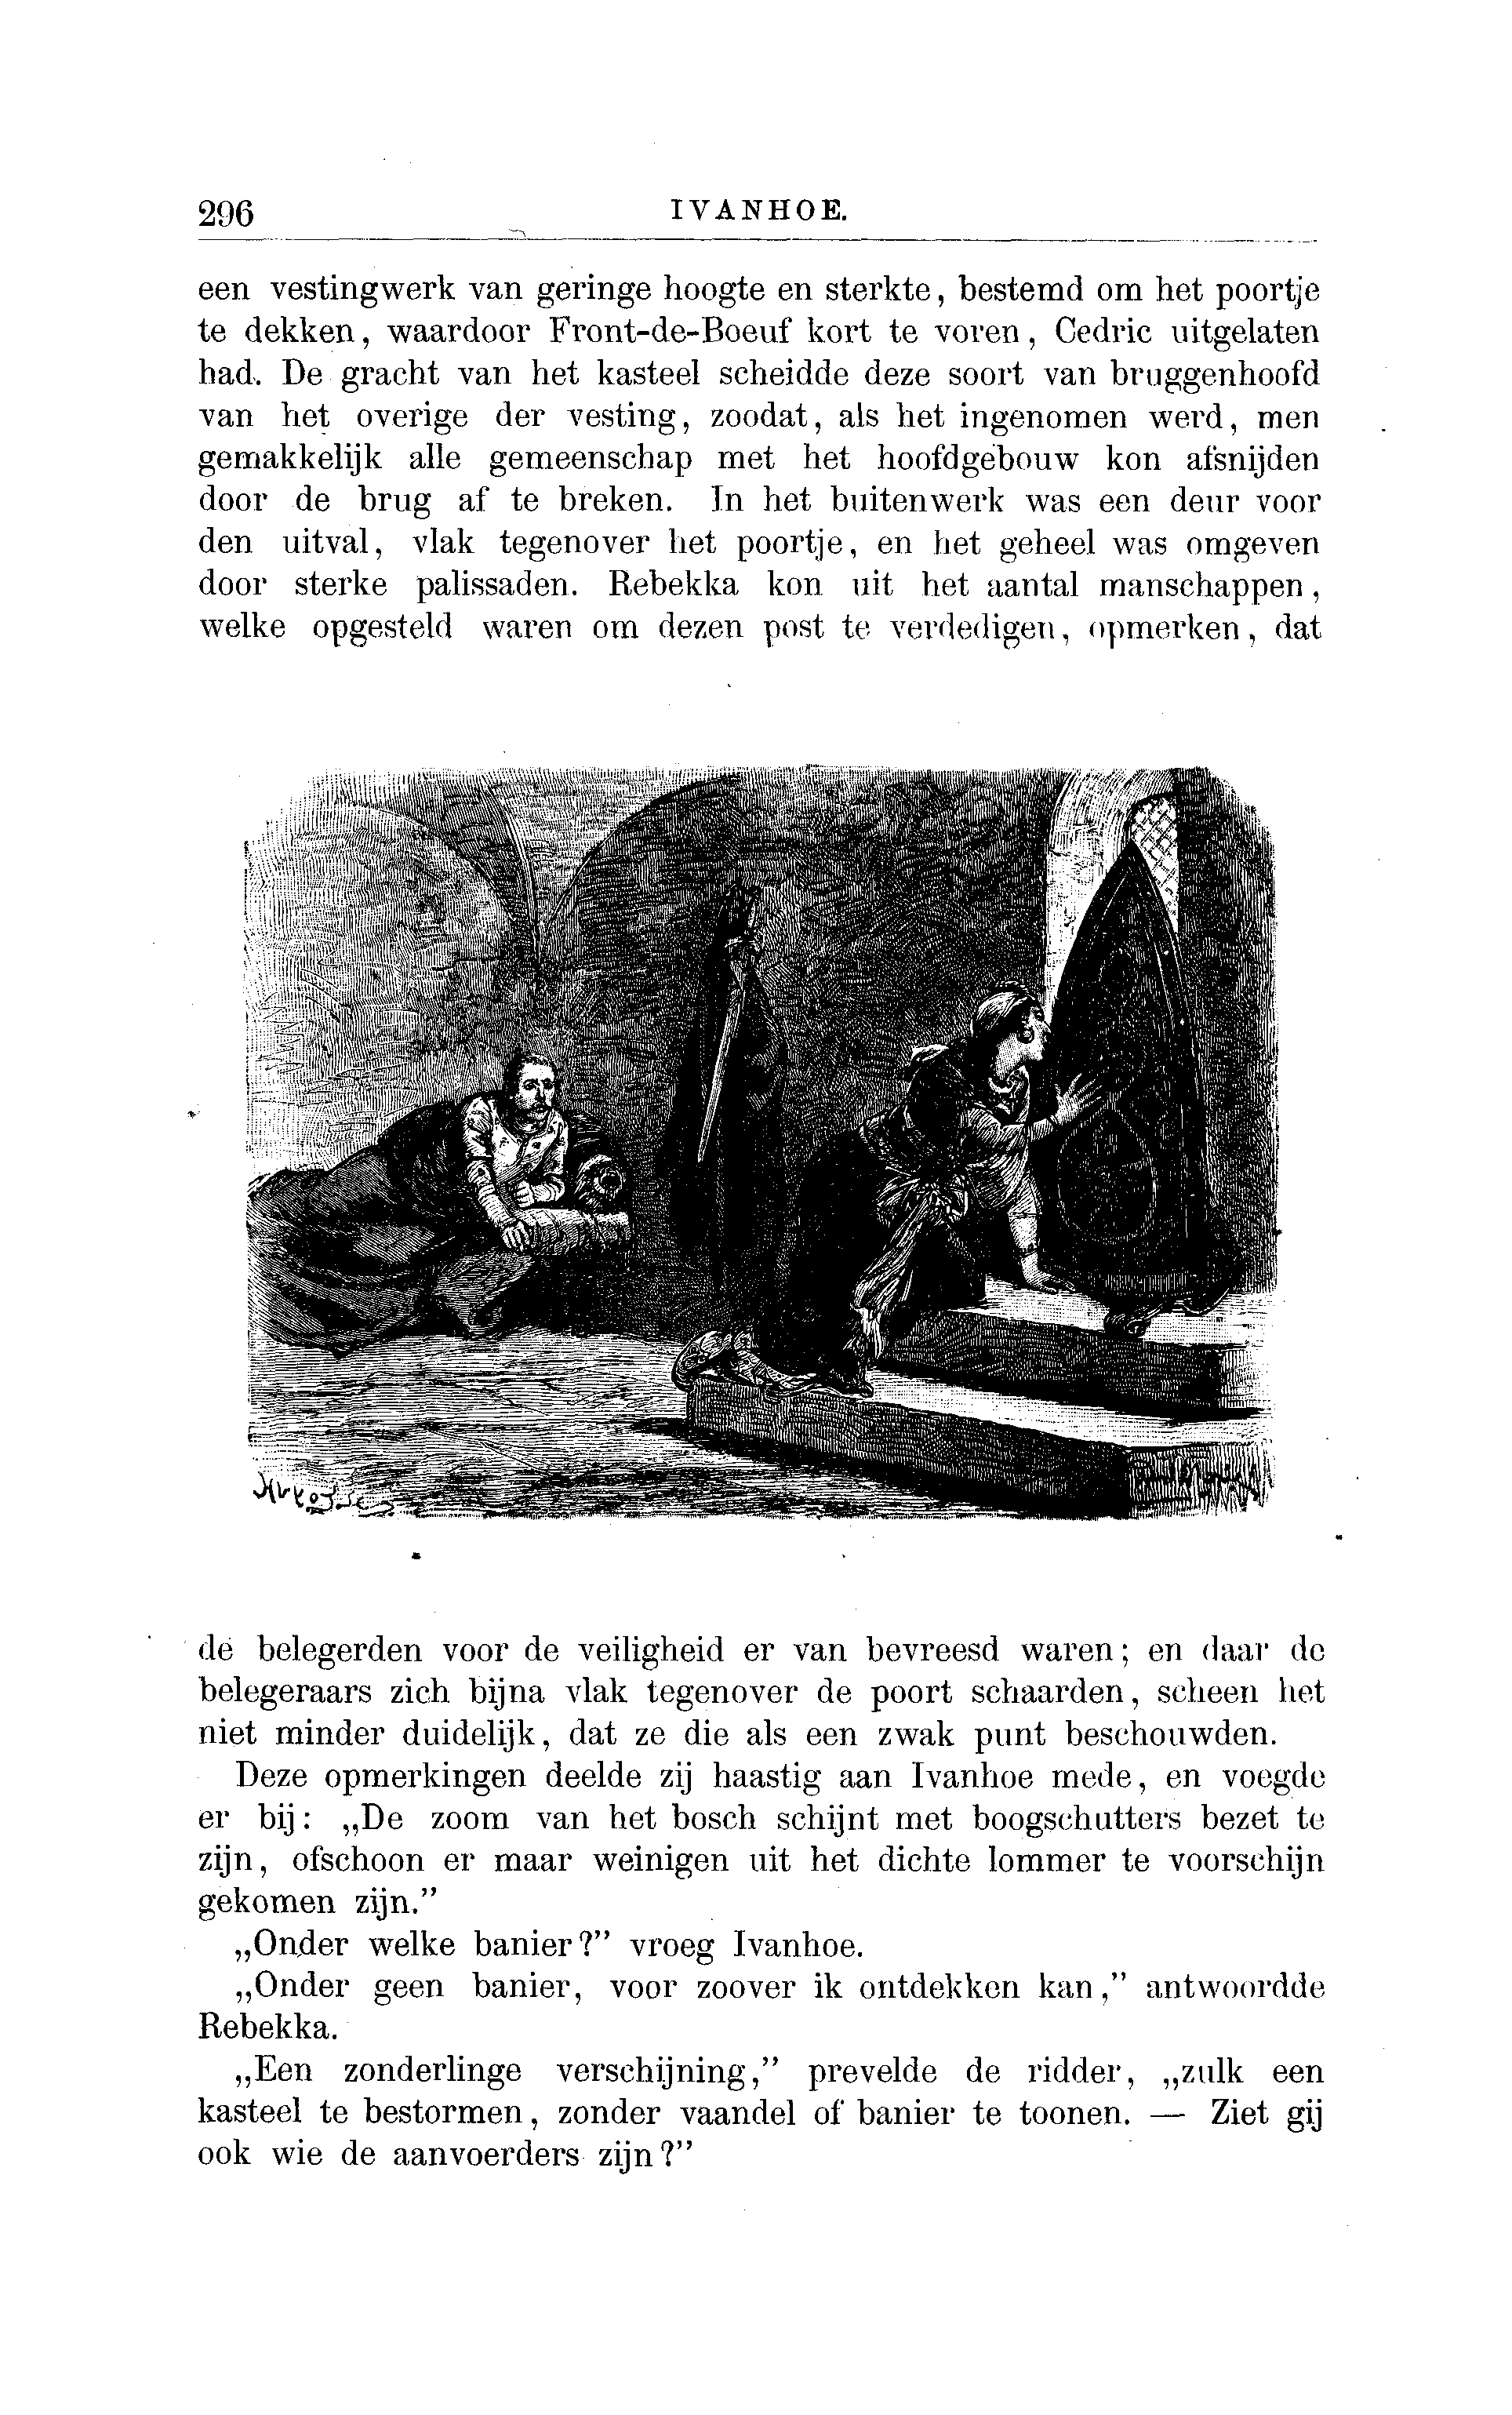 296 IVANHOE.
een vestingwerk van geringe hoogte en sterkte, bestemd om het poortje
te dekken, waardoor Front-de-Boeuf kort te voren, Cedric uitgelaten
had. De gracht van het kasteel scheidde deze soort van bruggenhoofd
van het overige der vesting, zoodat, als het ingenomen werd, men
gemakkelijk alle gemeenschap met het hoofdgebouw kon afsnijden
door de brug af te breken. In het buitenwerk was een deur voor
den uitval, vlak tegenover het poortje, en het geheel was omgeven
door sterke palissaden. Rebekka kon uit het aantal manschappen,
welke opgesteld waren om dezen post te verdedigen, opmerken, dat
de belegerden voor de veiligheid er van bevreesd waren; en daar de
belegeraars zich bijna vlak tegenover de poort schaarden, scheen het
niet minder duidelijk, dat ze die als een zwak punt beschouwden.
Deze opmerkingen deelde zij haastig aan Ivanhoe mede, en voegde
er bij: „De zoom van het bosch schijnt met boogschutters bezet te
zijn, ofschoon er maar weinigen uit het dichte lommer te voorschijn
gekomen zijn.”
„Onder welke banier?” vroeg Ivanhoe.
„Onder geen banier, voor zoover ik ontdekken kan,” antwoordde
Rebekka.
„Een zonderlinge verschijning,” prevelde de ridder, „zulk een
kasteel te bestormen, zonder vaandel of banier te toonen. — Ziet gij
ook wie de aanvoerders zijn?”